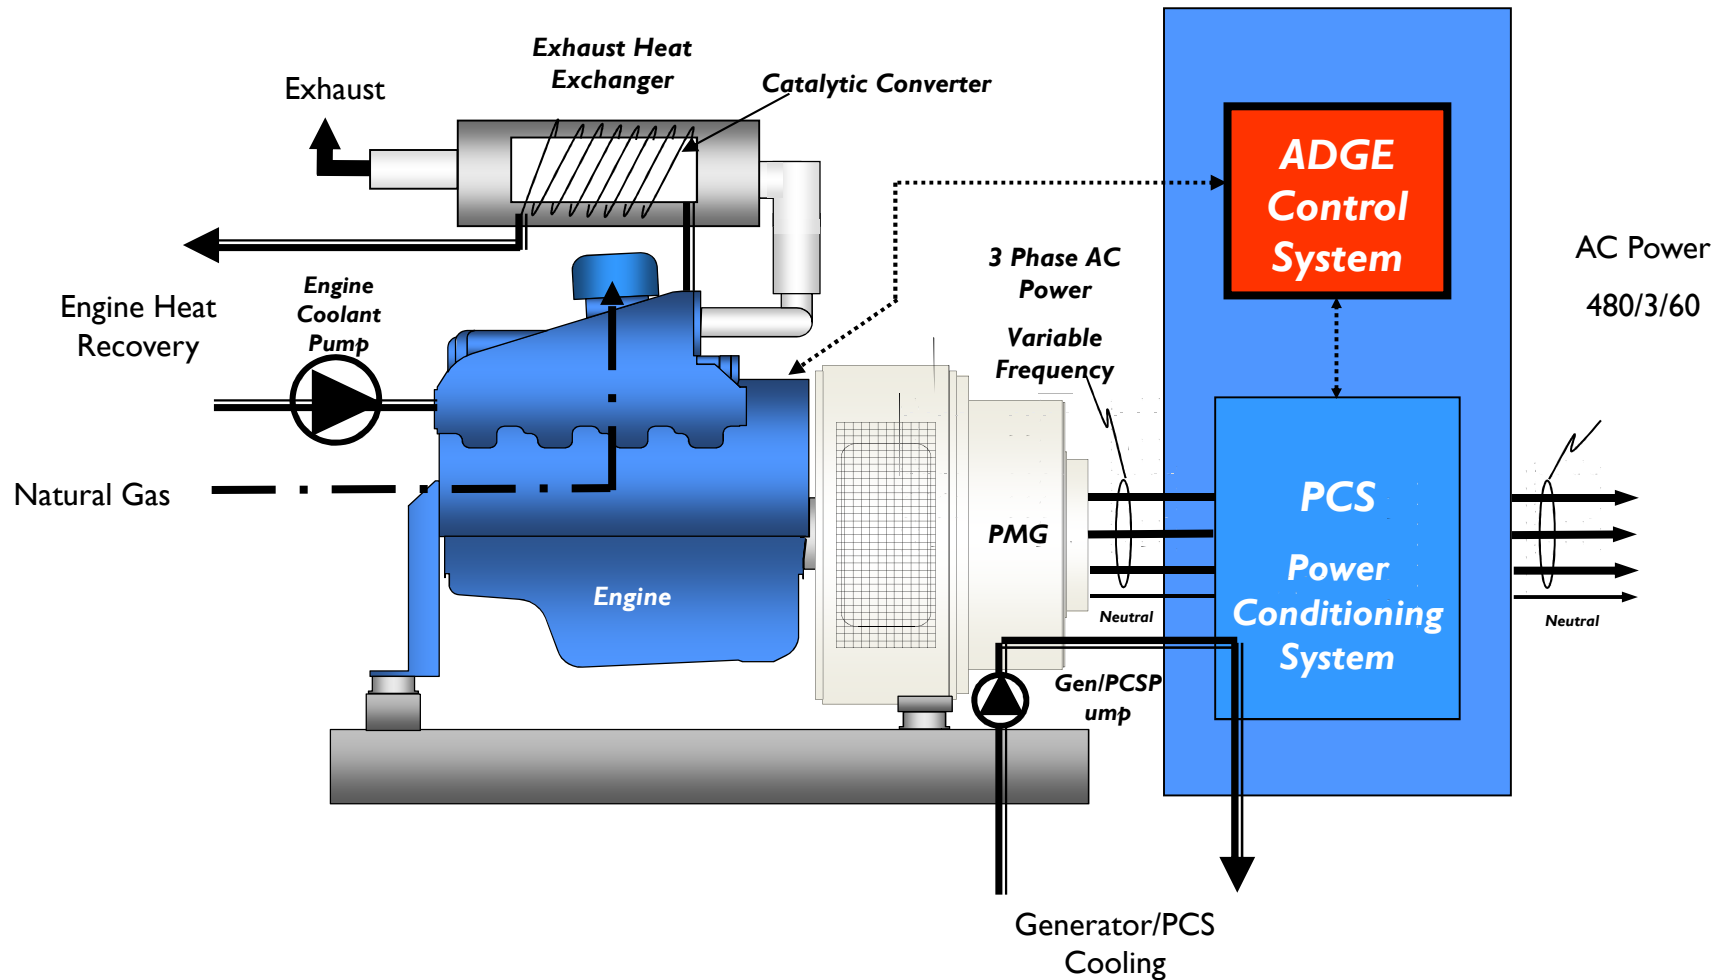 Exhaust Heat
Exchanger
Catalytic Converter
Exhaust
ADGE
Control
System
3 Phase AC
Power
Variable
Frequency
AC Power
480/3/60
Engine Heat
Recovery
Engine
Coolant
Pump
Natural Gas
PMG
PCS
Power
Conditioning
System
Engine
Neutral
Neutral
Gen/PCSP
ump
Generator/PCS
Cooling